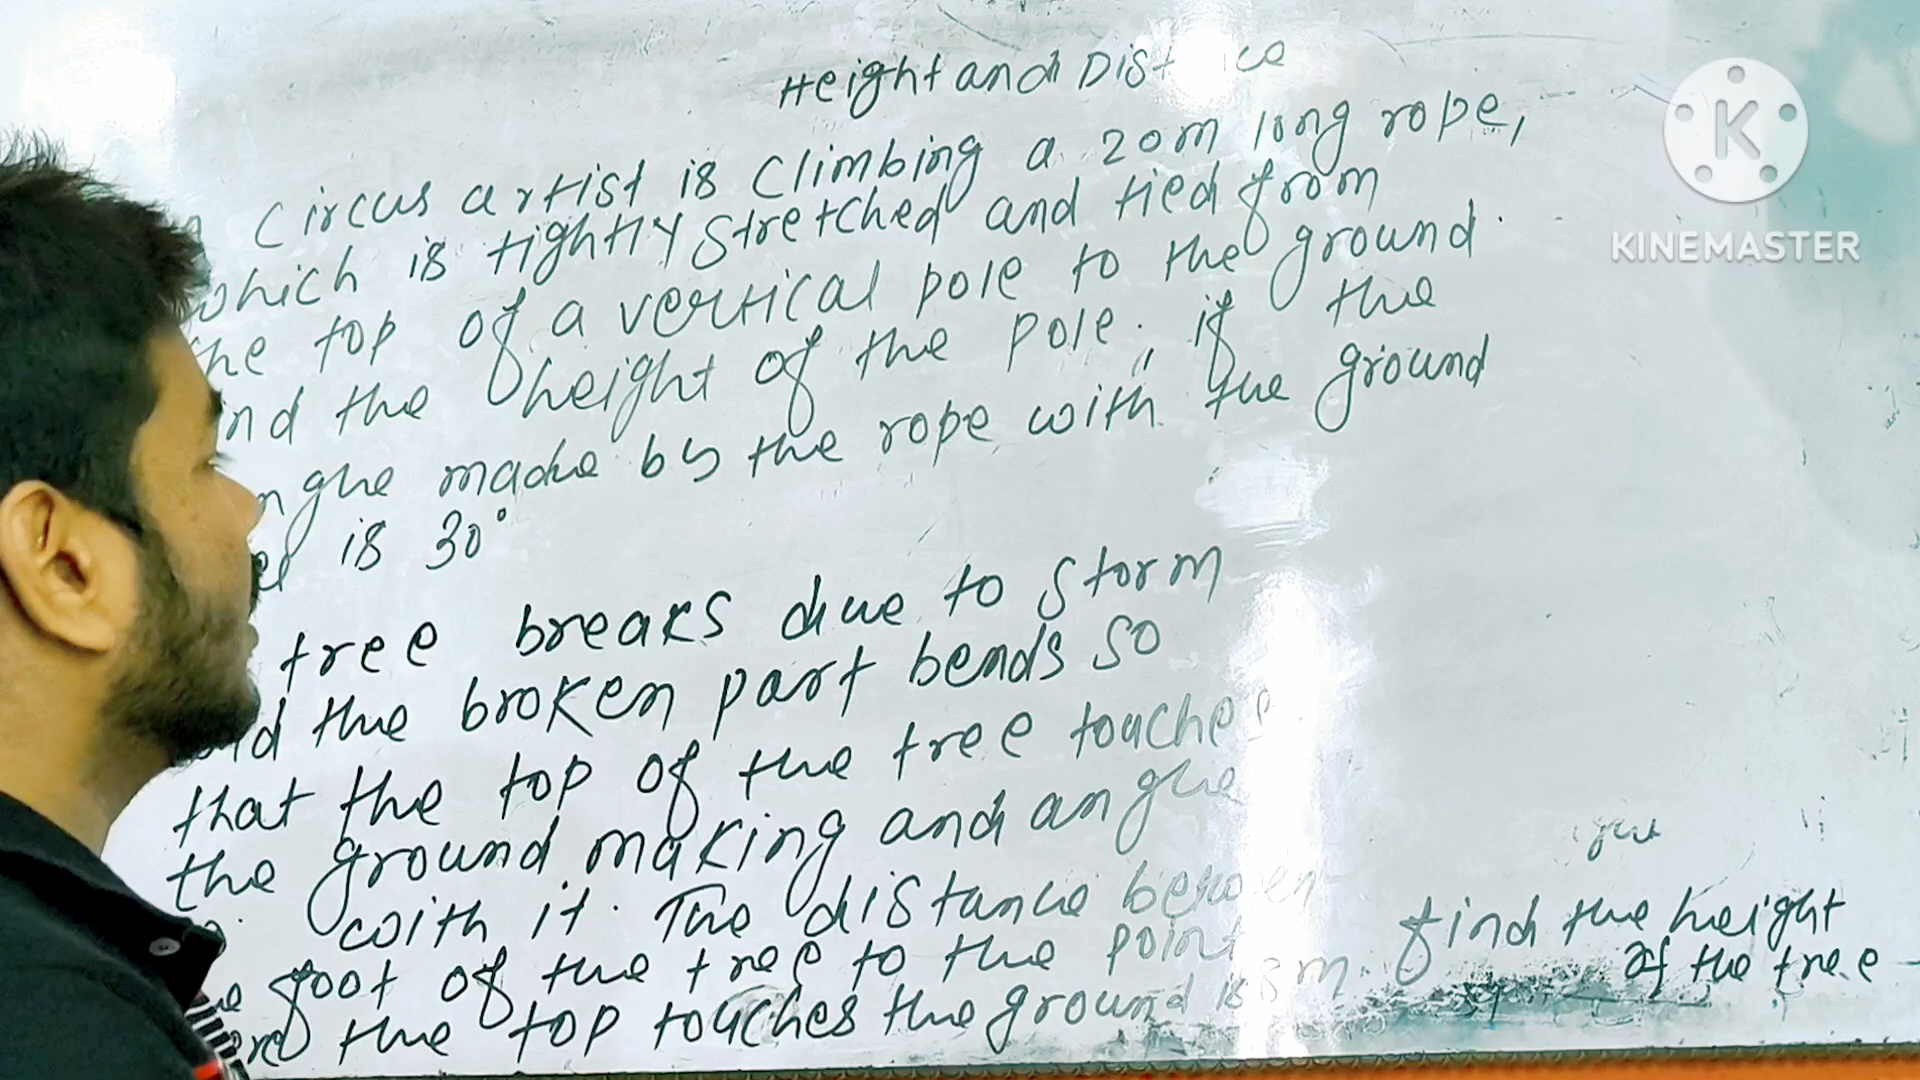 Height and Dist ce
circus artist is climbing a 20m long rope,
which is tightly stretched and tied from
the top of a vertical pole to the ground.
ind the height of the pole, if the
ngle made by the rope with the ground
is 30°
tree breaks due to storm
the broken part bends so
that the top of the tree touches
the ground making and angle
with it. The distance between
foot of the tree to the point
the top touches the ground is 8m. find the height
of the tree
K
KINEMASTER